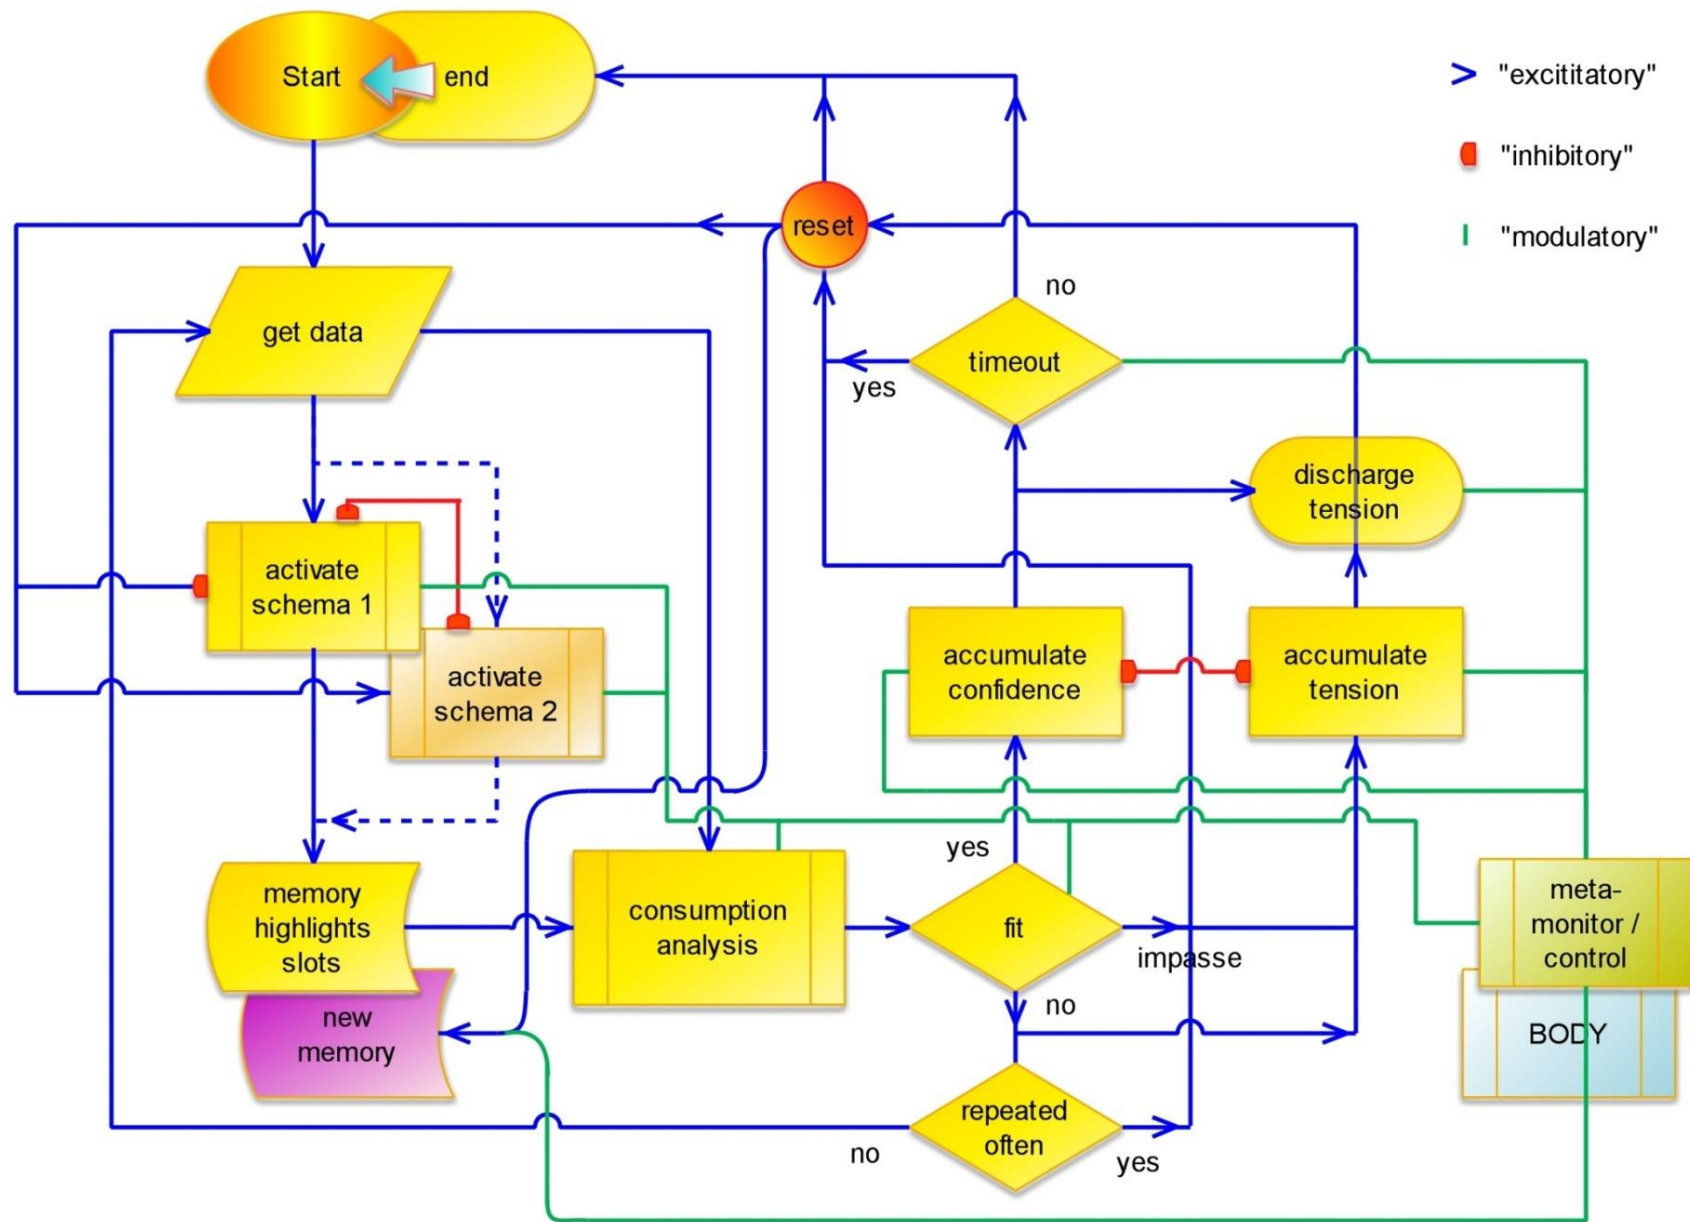 Start
end
"excititatory"
"inhibitory"
"modulatory"
reset
no
get data
timeout
yes
discharge
tension
activate
schema 1
accumulate
confidence
accumulate
tension
activate
schema 2
yes
memory
highlights
slots
consumption
analysis
fit
impasse
meta-
monitor /
control
no
new
memory
BODY
repeated
often
no
yes